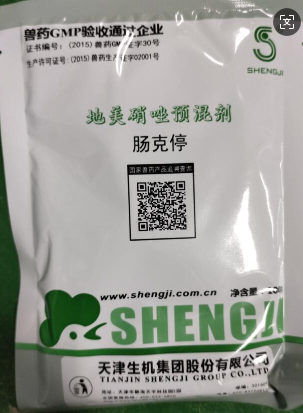 兽药GMP验收通过企业
证书编号：(2015) 兽药GMP证字30号
生产许可证号：(2015) 兽药生产证字02001号
SHENGJI
地美硝唑预混剂
肠克停
国家兽药产品追溯查询
www.shengji.com.cn
净含量：
SHENGJI
天津生机集团股份有限公司
TIANJIN SHENGJI GROUP CO.,LTD